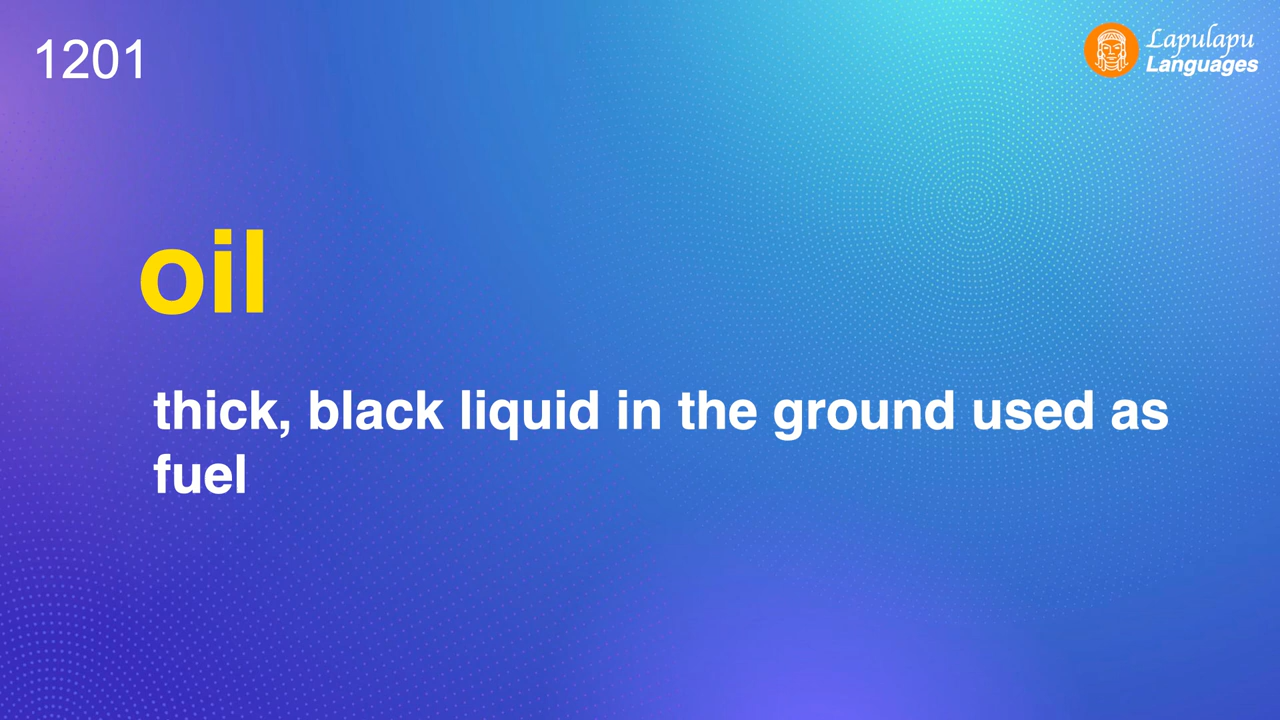 1201
Lapulapu
Languages
oil
thick, black liquid in the ground used as
fuel